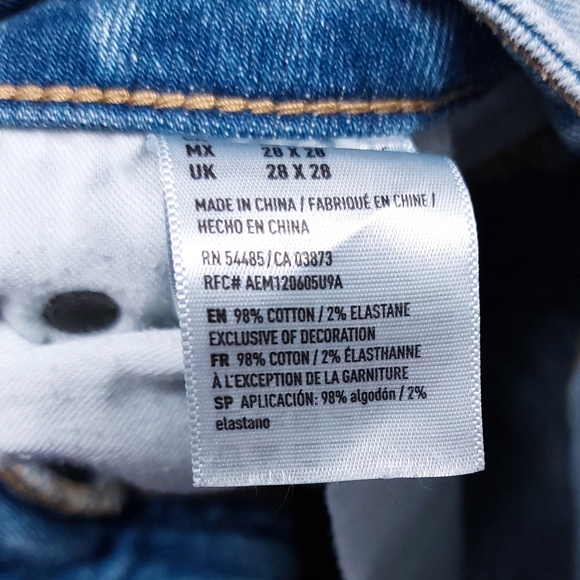 MX 28 X 28
UK 28 X 28
MADE IN CHINA / FABRIQUÉ EN CHINE /
HECHO EN CHINA
RN 54485 / CA 03873
RFC# AEM120605U9A
EN 98% COTTON / 2% ELASTANE
EXCLUSIVE OF DECORATION
FR 98% COTON / 2% ÉLASTHANNE
À L'EXCEPTION DE LA GARNITURE
SP APLICACIÓN: 98% algodón / 2%
elastano